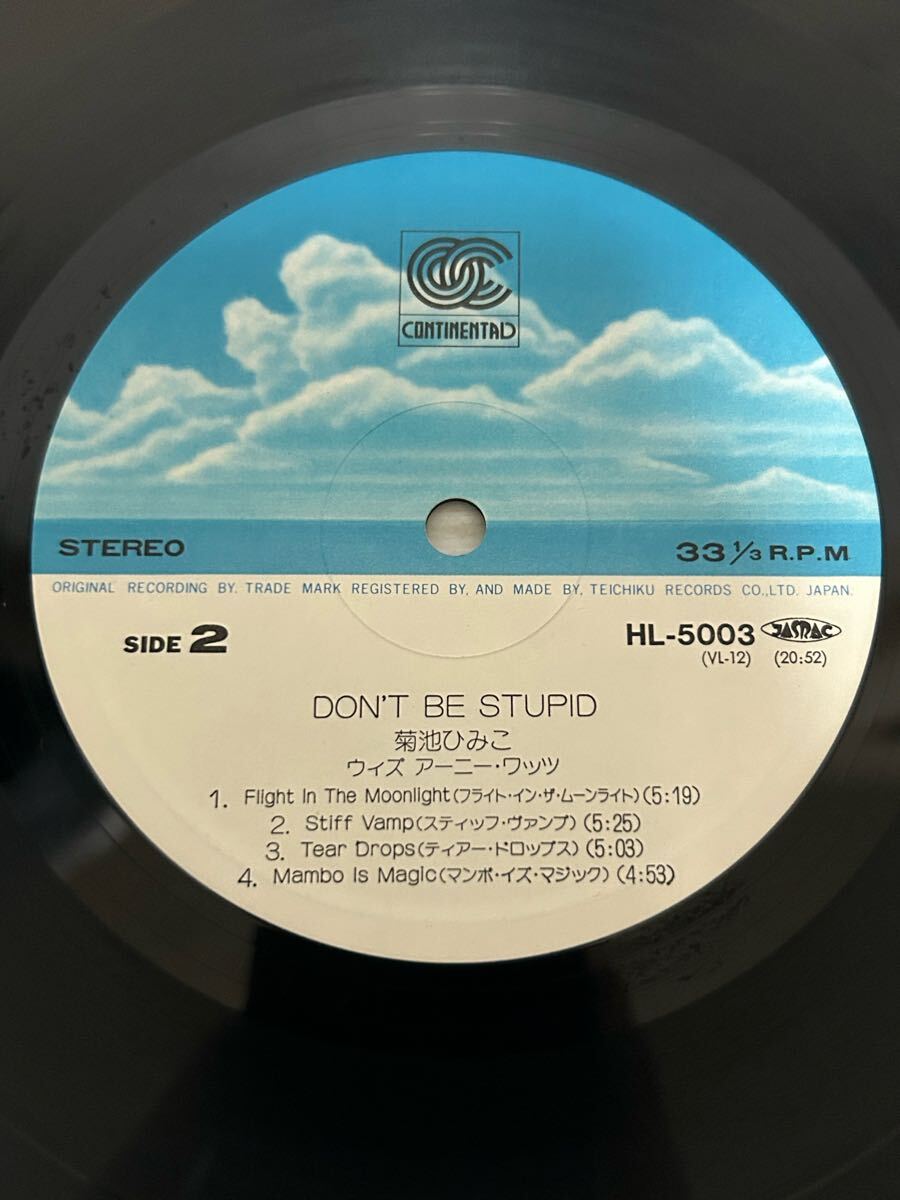 CONTINENTAL
STEREO
33 1/3 R.P.M
ORIGINAL RECORDING BY. TRADE MARK REGISTERED BY, AND MADE BY, TEICHIKU RECORDS CO.,LTD. JAPAN.
SIDE 2
HL-5003 JASRAC
(VL-12) (20:52)
DON'T BE STUPID
菊池ひみこ
ウィズ アーニー・ワッツ
1. Flight In The Moonlight(フライト・イン・ザ・ムーンライト)(5:19)
2. Stiff Vamp(スティッフ・ヴァンプ)(5:25)
3. Tear Drops(ティアー・ドロップス)(5:03)
4. Mambo Is Magic(マンボ・イズ・マジック)(4:53)